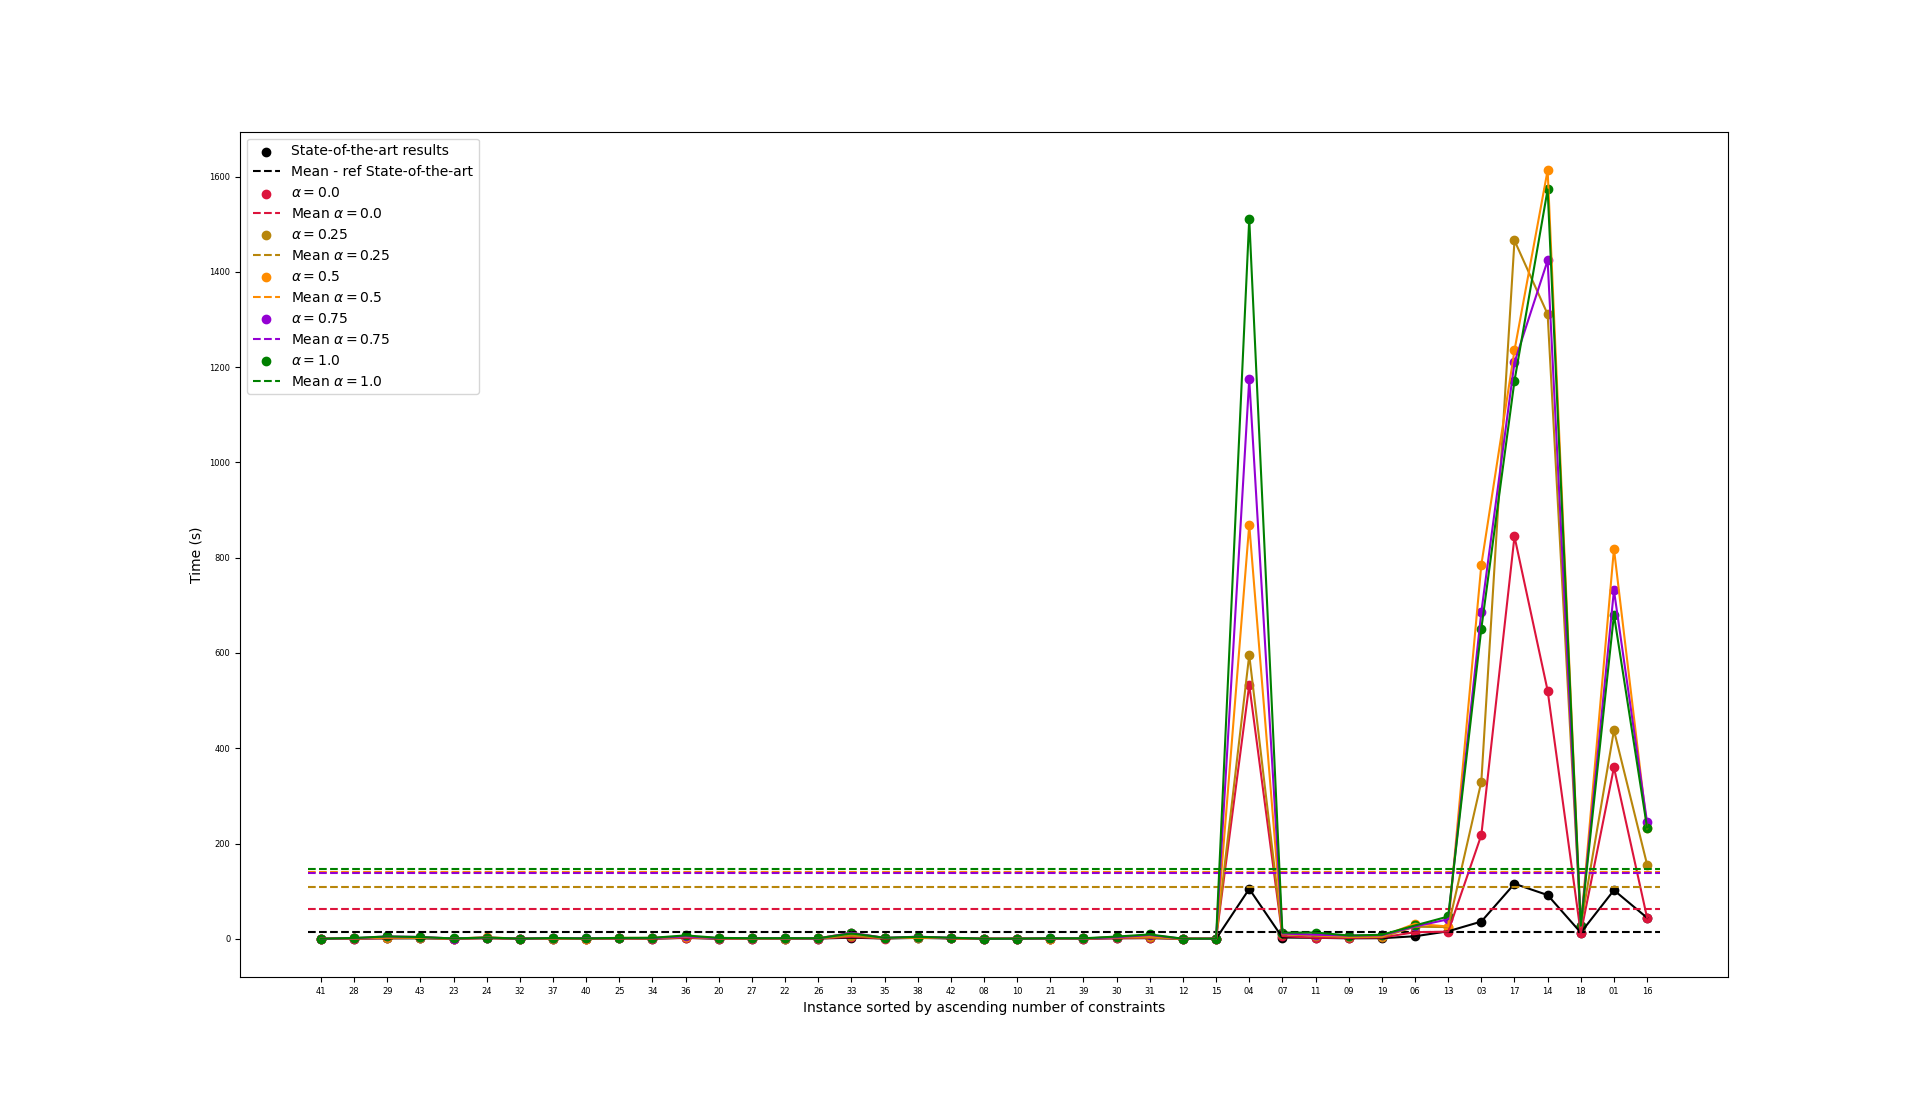 State-of-the-art results
Mean - ref State-of-the-art
α = 0.0
Mean α = 0.0
α = 0.25
Mean α = 0.25
α = 0.5
Mean α = 0.5
α = 0.75
Mean α = 0.75
α = 1.0
Mean α = 1.0
1600
1400
1200
1000
800
600
400
200
0
Time (s)
41 28 29 43 23 24 32 37 40 25 34 36 20 27 22 26 33 35 38 42 08 10 21 39 30 31 12 15 04 07 11 09 19 06 13 03 17 14 18 01 16
Instance sorted by ascending number of constraints